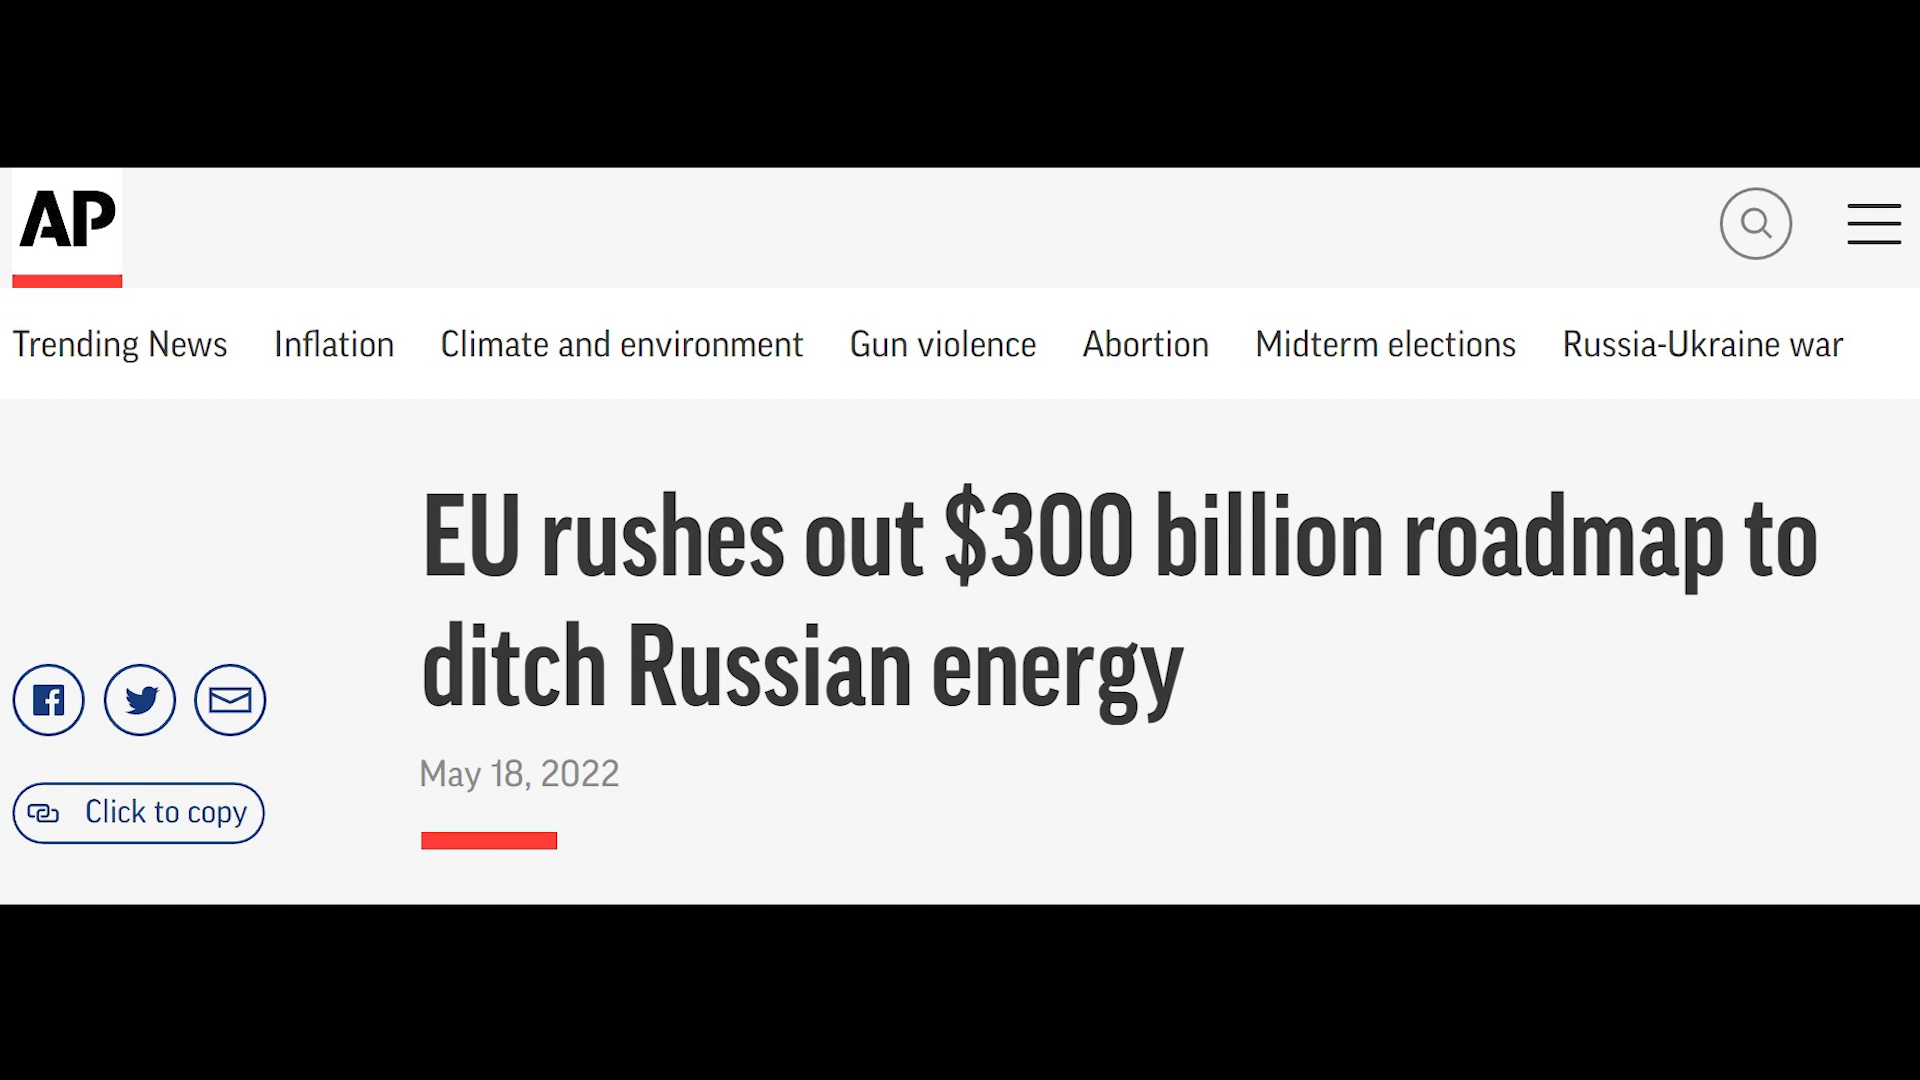 AP
Trending News Inflation Climate and environment Gun violence Abortion Midterm elections Russia-Ukraine war
EU rushes out $300 billion roadmap to
ditch Russian energy
May 18, 2022
Click to copy